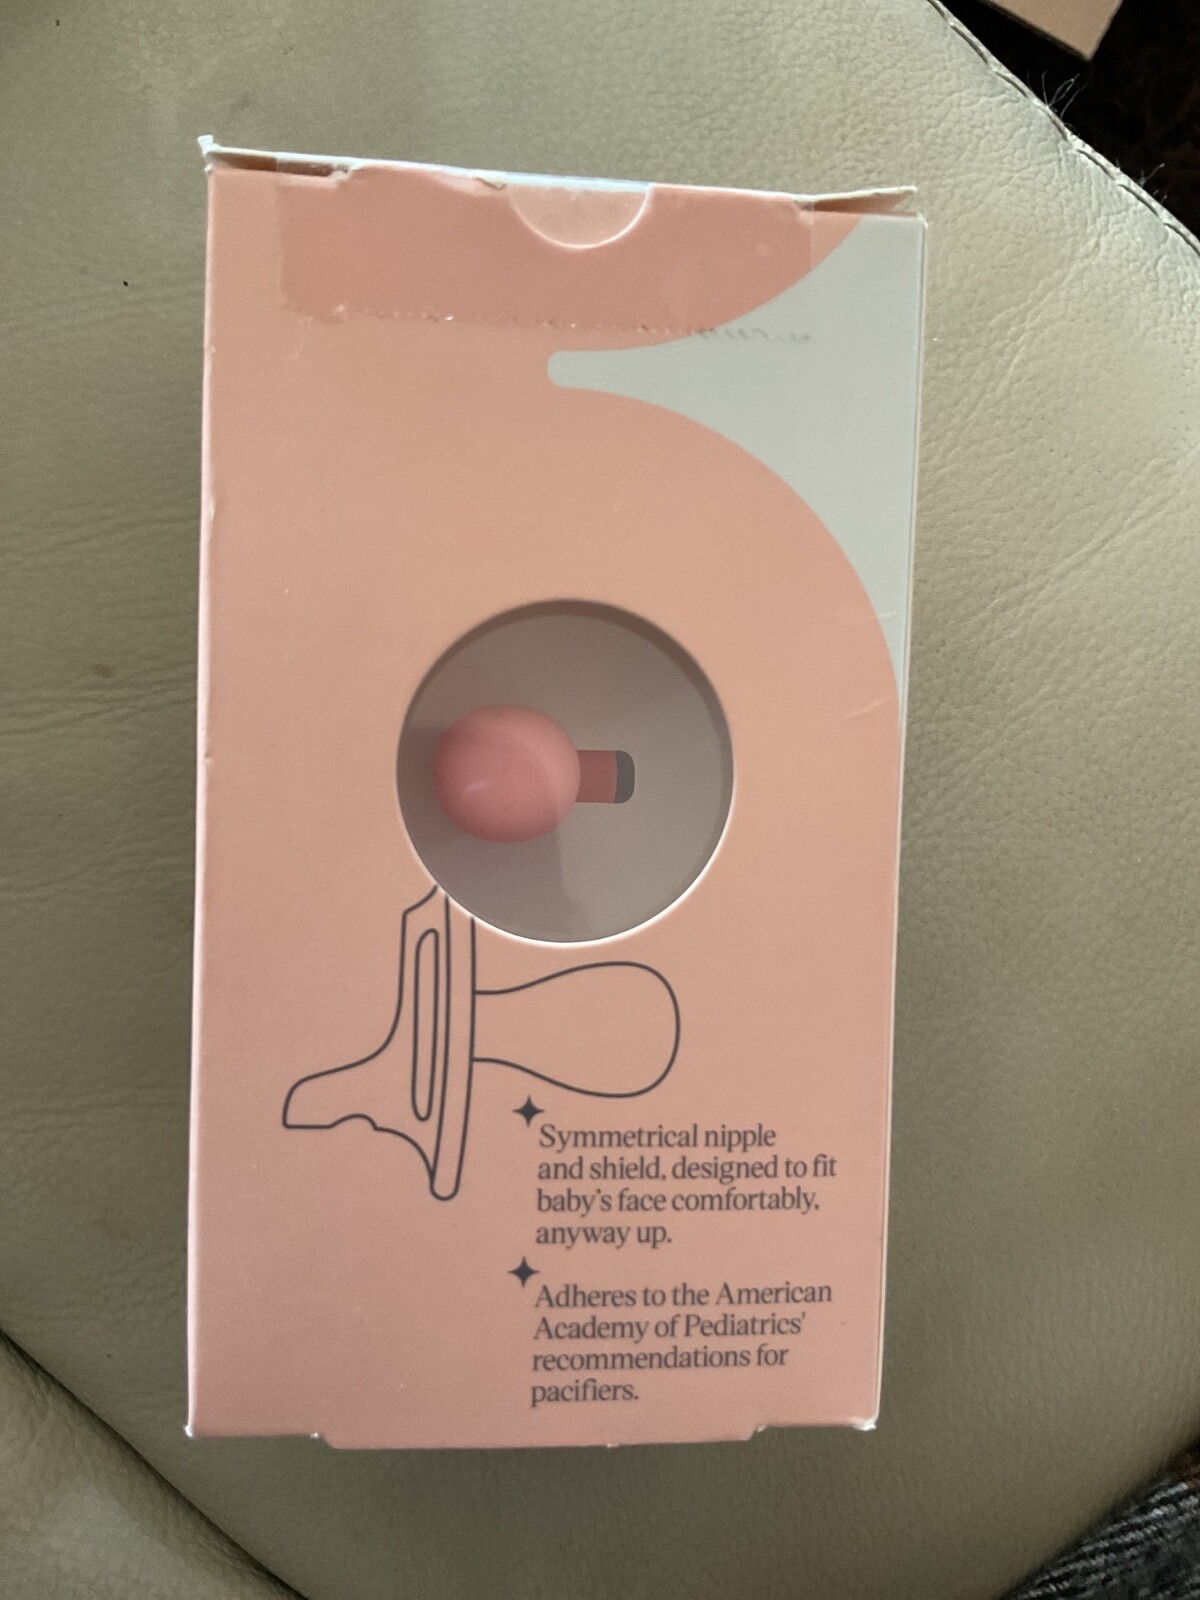 Symmetrical nipple
and shield, designed to fit
baby's face comfortably,
anyway up.
Adheres to the American
Academy of Pediatrics'
recommendations for
pacifiers.